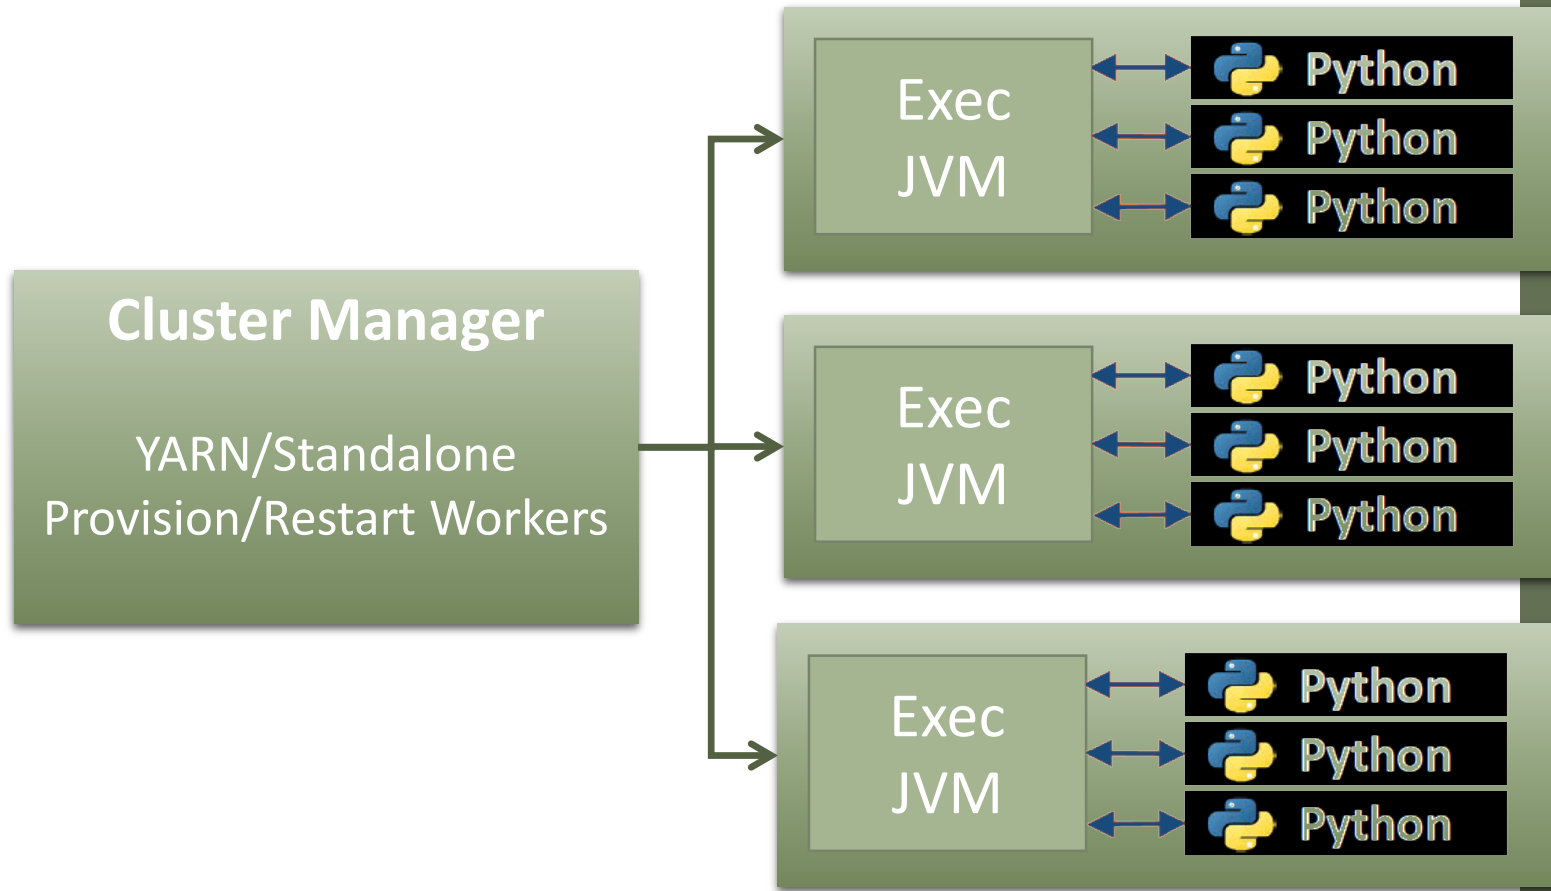 Cluster Manager
YARN/Standalone
Provision/Restart Workers
Exec
JVM
Python
Python
Python
Exec
JVM
Python
Python
Python
Exec
JVM
Python
Python
Python